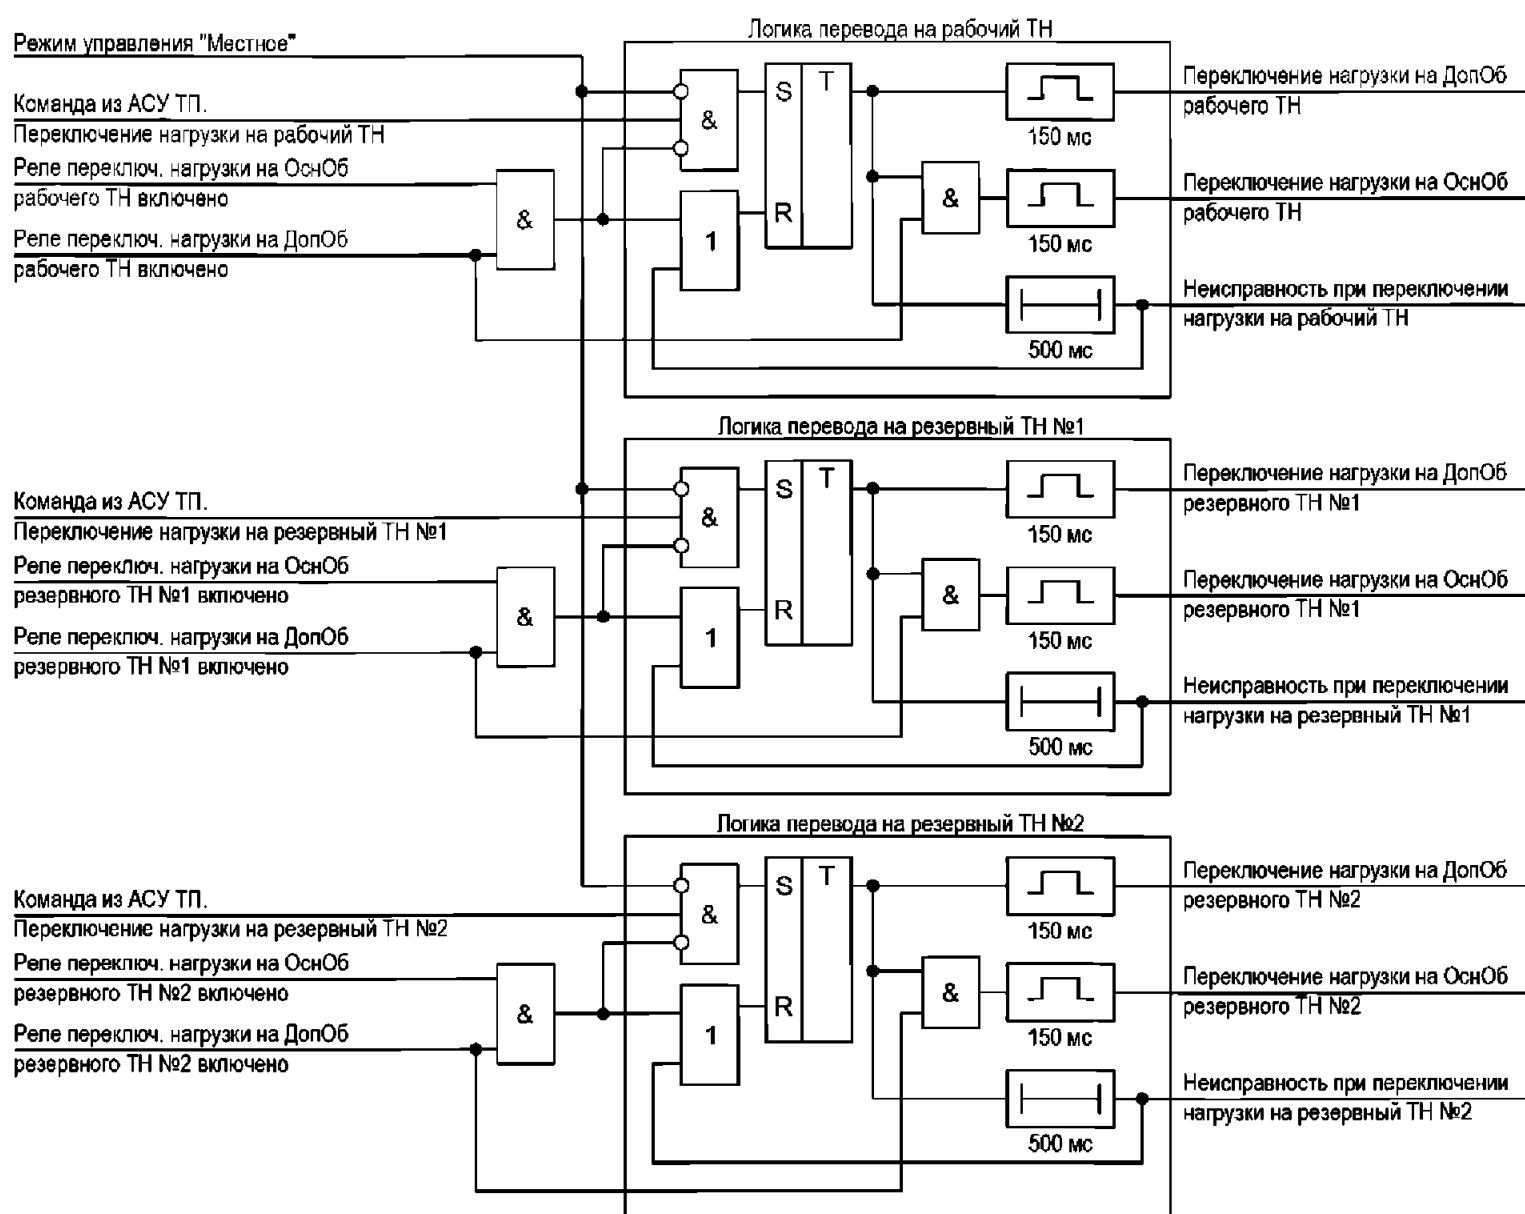 Логика перевода на рабочий ТН
Режим управления "Местное"
Команда из АСУ ТП.
Переключение нагрузки на рабочий ТН
Реле переключ. нагрузки на ОснОб
рабочего ТН включено
Реле переключ. нагрузки на ДопОб
рабочего ТН включено
&
&
1
S
T
R
&
150 мс
150 мс
500 мс
Переключение нагрузки на ДопОб
рабочего ТН
Переключение нагрузки на ОснОб
рабочего ТН
Неисправность при переключении
нагрузки на рабочий ТН
Логика перевода на резервный ТН №1
Команда из АСУ ТП.
Переключение нагрузки на резервный ТН №1
Реле переключ. нагрузки на ОснОб
резервного ТН №1 включено
Реле переключ. нагрузки на ДопОб
резервного ТН №1 включено
&
&
1
S
T
R
&
150 мс
150 мс
500 мс
Переключение нагрузки на ДопОб
резервного ТН №1
Переключение нагрузки на ОснОб
резервного ТН №1
Неисправность при переключении
нагрузки на резервный ТН №1
Логика перевода на резервный ТН №2
Команда из АСУ ТП.
Переключение нагрузки на резервный ТН №2
Реле переключ. нагрузки на ОснОб
резервного ТН №2 включено
Реле переключ. нагрузки на ДопОб
резервного ТН №2 включено
&
&
1
S
T
R
&
150 мс
150 мс
500 мс
Переключение нагрузки на ДопОб
резервного ТН №2
Переключение нагрузки на ОснОб
резервного ТН №2
Неисправность при переключении
нагрузки на резервный ТН №2